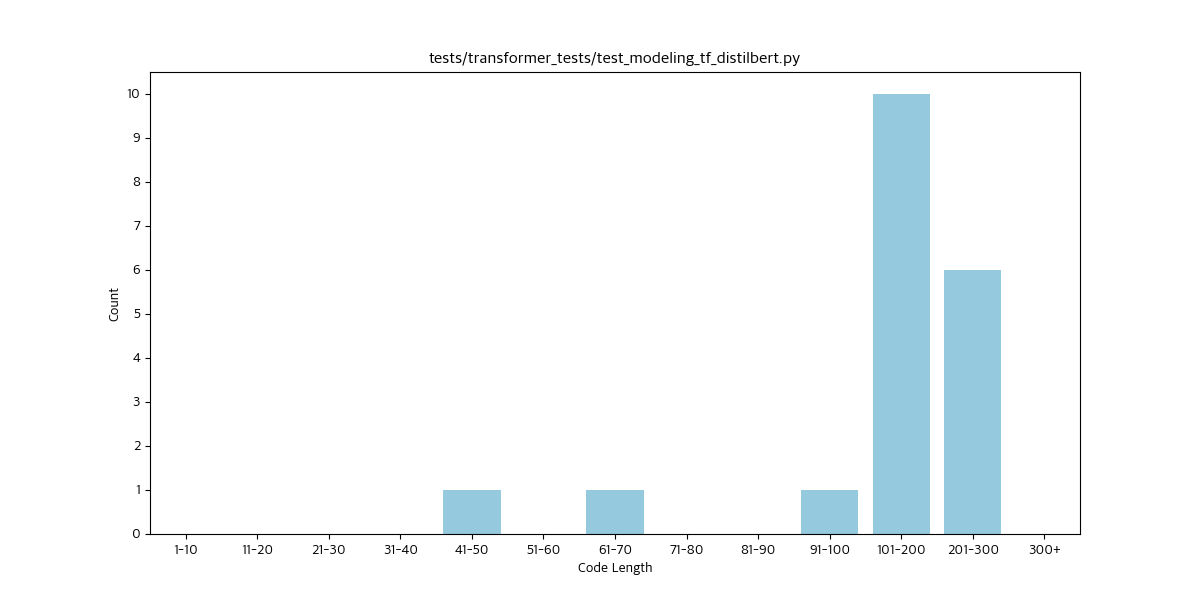 tests/transformer_tests/test_modeling_tf_distilbert.py
10
9
8
7
6
5
4
3
2
1
0
Count
1-10 11-20 21-30 31-40 41-50 51-60 61-70 71-80 81-90 91-100 101-200 201-300 300+
Code Length